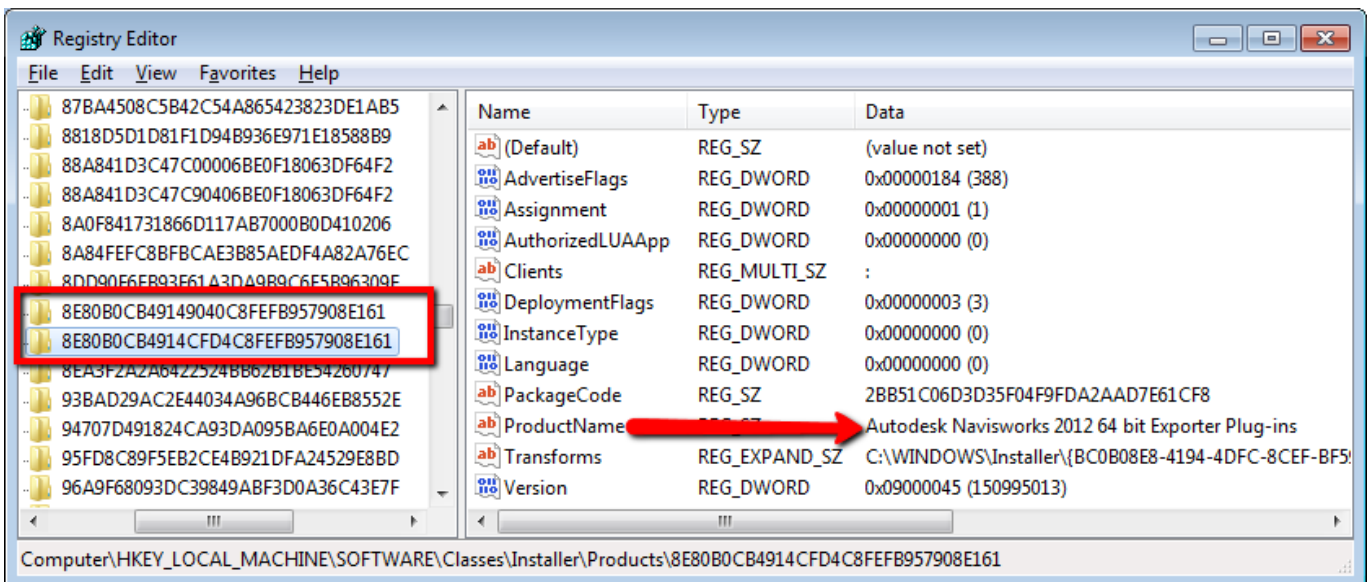 Registry Editor
File Edit View Favorites Help
87BA4508C5B42C54A865423823DE1AB5
8818D5D1D81F1D94B936E971E18588B9
88A841D3C47C00006BE0F18063DF64F2
88A841D3C47C90406BE0F18063DF64F2
8A0F841731866D117AB7000B0D410206
8A84FEFC8BFBCAE3B85AEDF4A82A76EC
8E80B0CB49149040C8FEFB957908E161
8E80B0CB4914CFD4C8FEFB957908E161
8EA3F2A2A6422524BB62B1BE54260747
93BAD29AC2E44034A96BCB446EB8552E
94707D491824CA93DA095BA6E0A004E2
95FD8C89F5EB2CE4B921DFA24529E8BD
96A9F68093DC39849ABF3D0A36C43E7F
Name Type Data
(Default) REG_SZ (value not set)
AdvertiseFlags REG_DWORD 0x00000184 (388)
Assignment REG_DWORD 0x00000001 (1)
AuthorizedLUAApp REG_DWORD 0x00000000 (0)
Clients REG_MULTI_SZ :
DeploymentFlags REG_DWORD 0x00000003 (3)
InstanceType REG_DWORD 0x00000000 (0)
Language REG_DWORD 0x00000000 (0)
PackageCode REG_SZ 2BB51C06D3D35F04F9FDA2AAD7E61CF8
ProductName Autodesk Navisworks 2012 64 bit Exporter Plug-ins
Transforms REG_EXPAND_SZ C:\WINDOWS\Installer\{BC0B08E8-4194-4DFC-8CEF-BF5
Version REG_DWORD 0x09000045 (150995013)
Computer\HKEY_LOCAL_MACHINE\SOFTWARE\Classes\Installer\Products\8E80B0CB4914CFD4C8FEFB957908E161